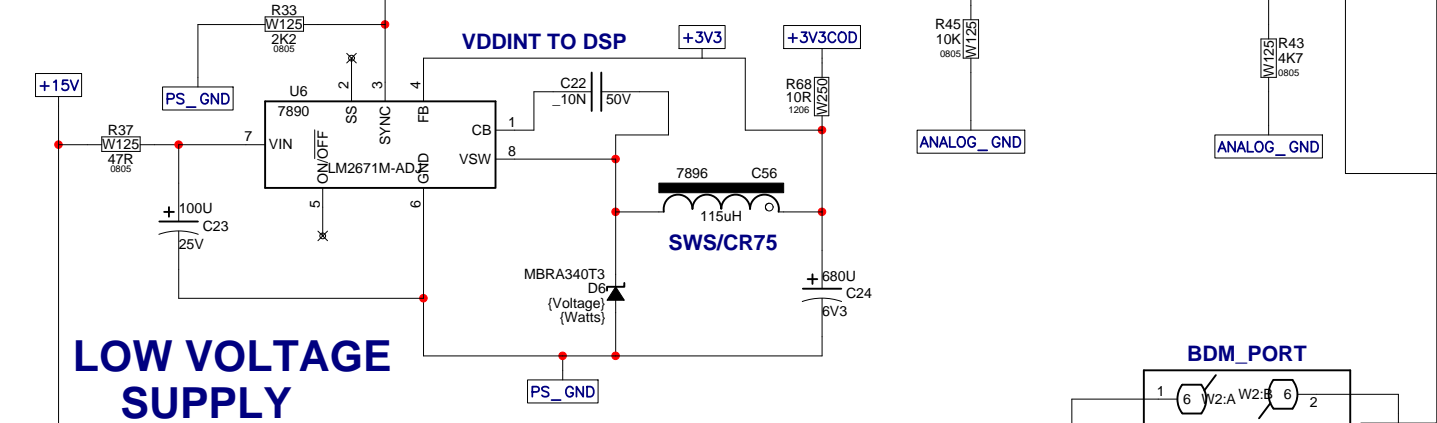 R33
W125
2K2
0805
VDDINT TO DSP
+3V3
+3V3COD
R45
10K
0805
W125
W125
R43
4K7
0805
+15V
PS_GND
U6
7890
2
3
4
SS
SYNC
FB
C22
_10N
50V
R68
10R
1206
W250
R37
W125
47R
0805
7
VIN
CB
1
VSW
8
ON/OFF
LM2671M-ADJ
GND
5
6
ANALOG_GND
ANALOG_GND
7896
C56
115uH
SWS/CR75
+
100U
C23
25V
MBRA340T3
D6
{Voltage}
{Watts}
+
680U
C24
6V3
LOW VOLTAGE
SUPPLY
PS_GND
BDM_PORT
1
6
W2:A
W2:B
6
2